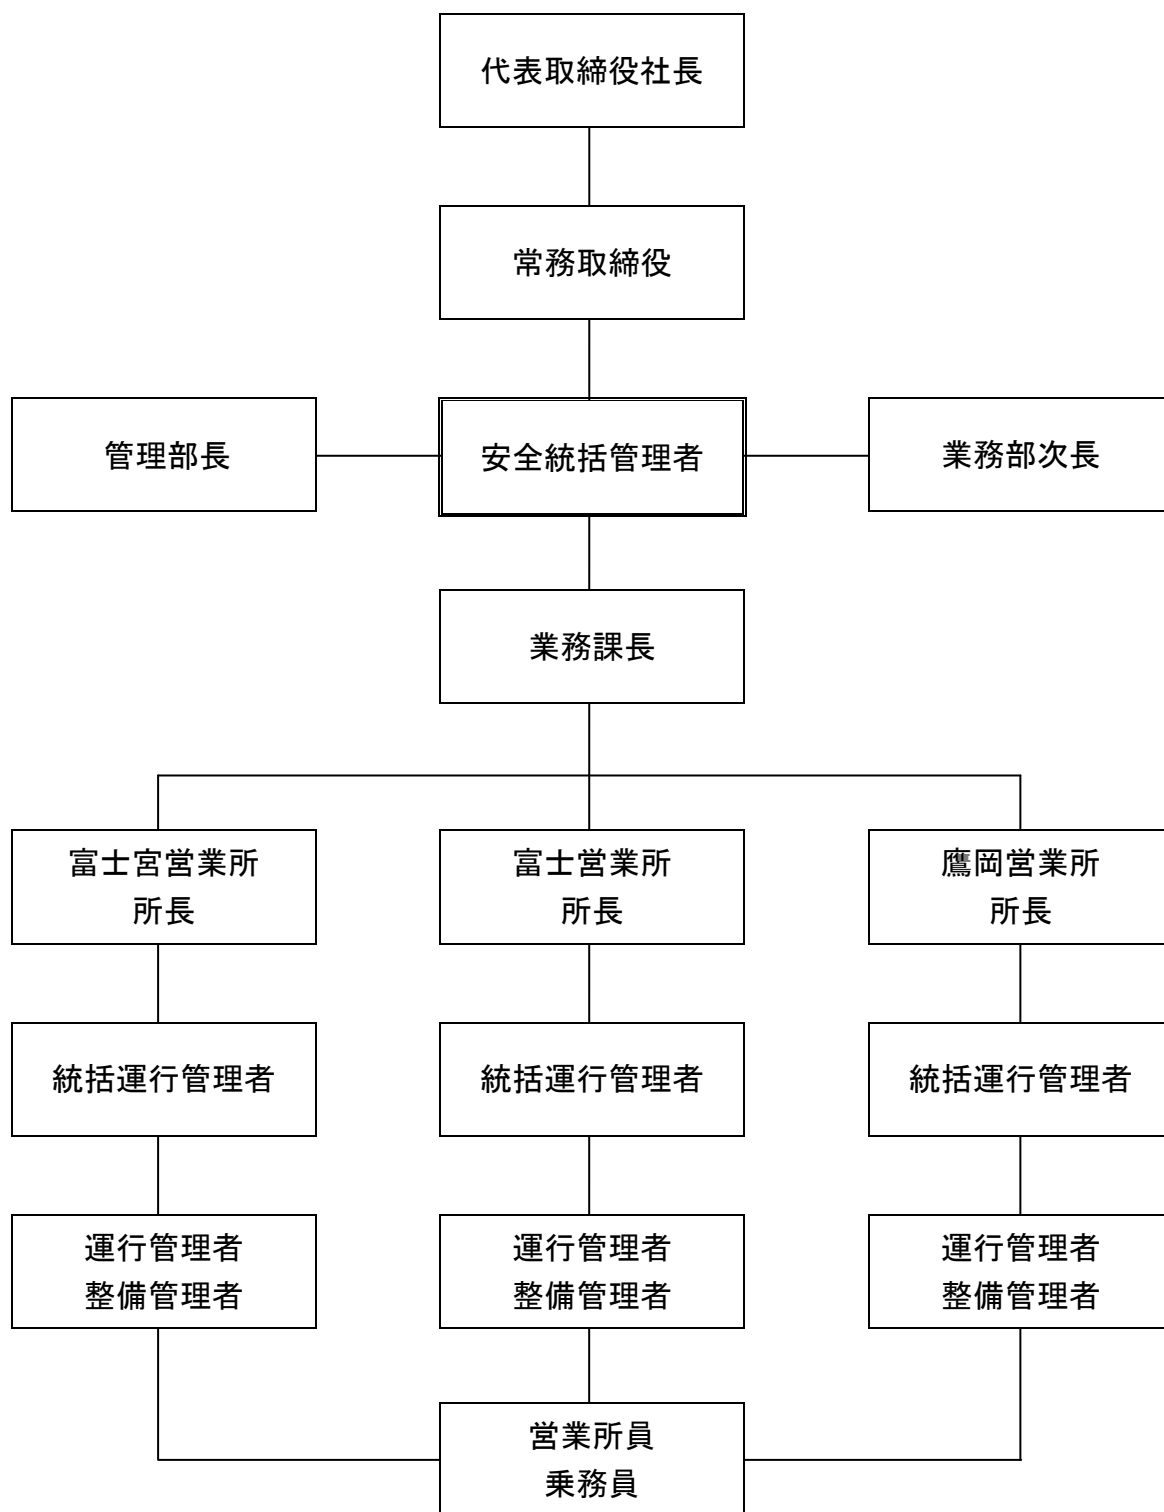 代表取締役社長
常務取締役
管理部長
安全統括管理者
業務部次長
業務課長
富士宮営業所
所長
富士営業所
所長
鷹岡営業所
所長
統括運行管理者
統括運行管理者
統括運行管理者
運行管理者
整備管理者
運行管理者
整備管理者
運行管理者
整備管理者
営業所員
乗務員